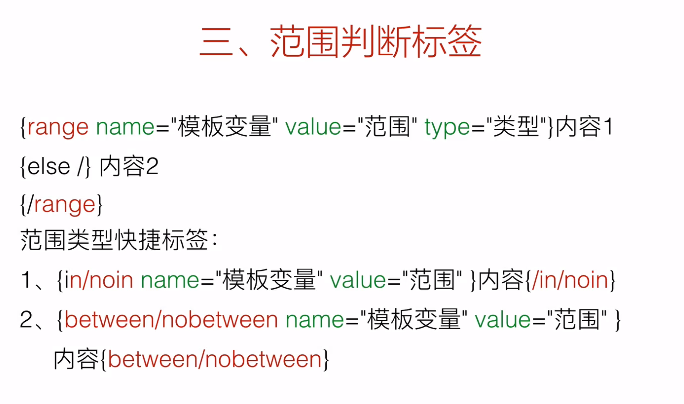 三、范围判断标签
{range name="模板变量" value="范围" type="类型"}内容1
{else /} 内容2
{/range}
范围类型快捷标签：
1、{in/noin name="模板变量" value="范围" }内容{/in/noin}
2、{between/nobetween name="模板变量" value="范围" }
内容{between/nobetween}